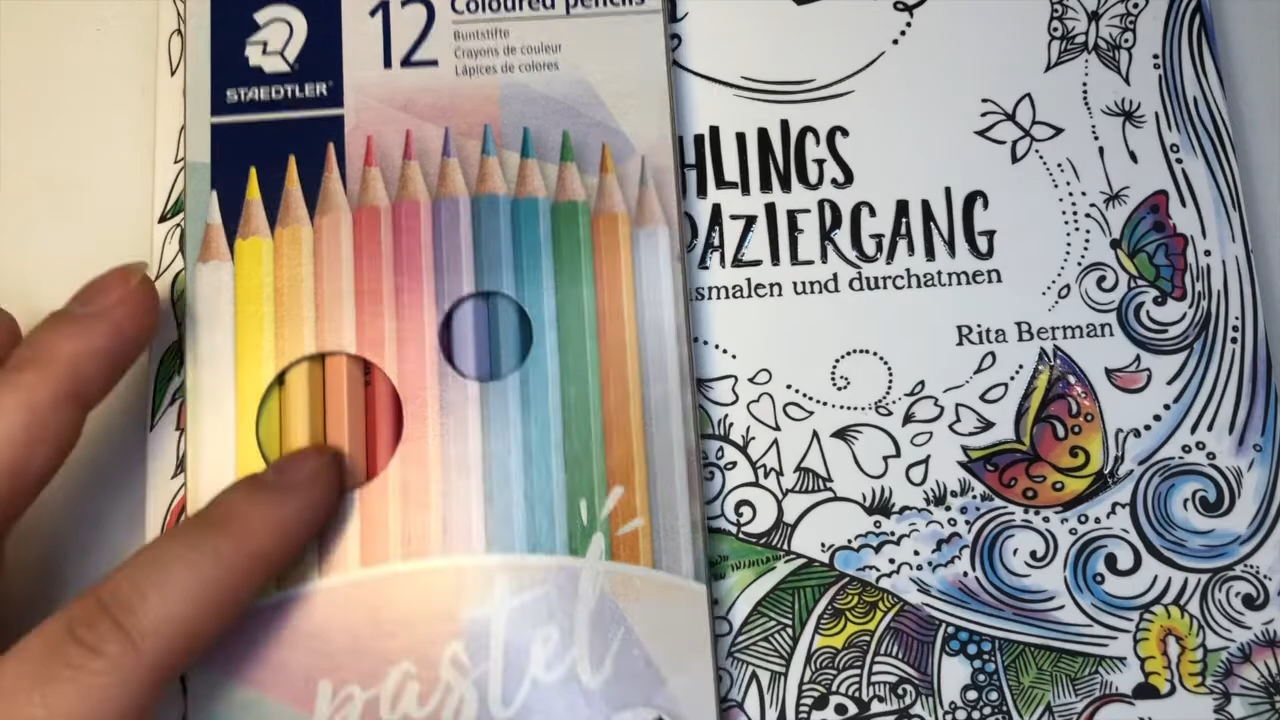 STAEDTLER
12
Coloured pencils
Buntstifte
Crayons de couleur
Lápices de colores
pastel
HLINGS
PAZIERGANG
usmalen und durchatmen
Rita Berman